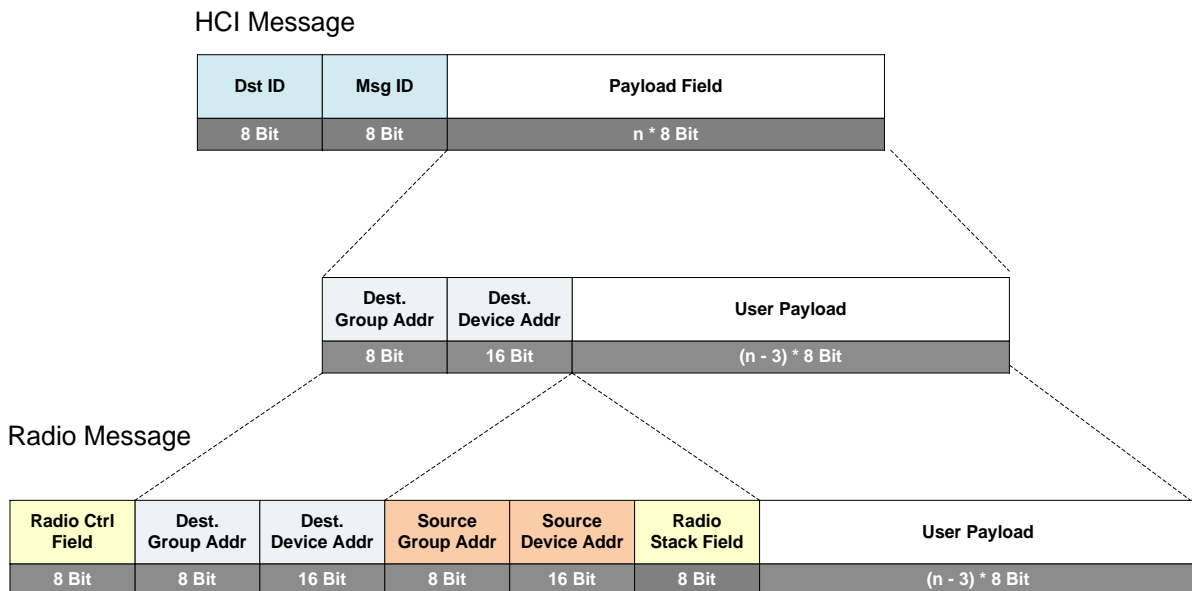 HCI Message
Dst ID Msg ID Payload Field
8 Bit 8 Bit n * 8 Bit
Dest. Dest. User Payload
Group Addr Device Addr
8 Bit 16 Bit (n - 3) * 8 Bit
Radio Message
Radio Ctrl Dest. Dest. Source Source Radio User Payload
Field Group Addr Device Addr Group Addr Device Addr Stack Field
8 Bit 8 Bit 16 Bit 8 Bit 16 Bit 8 Bit (n - 3) * 8 Bit